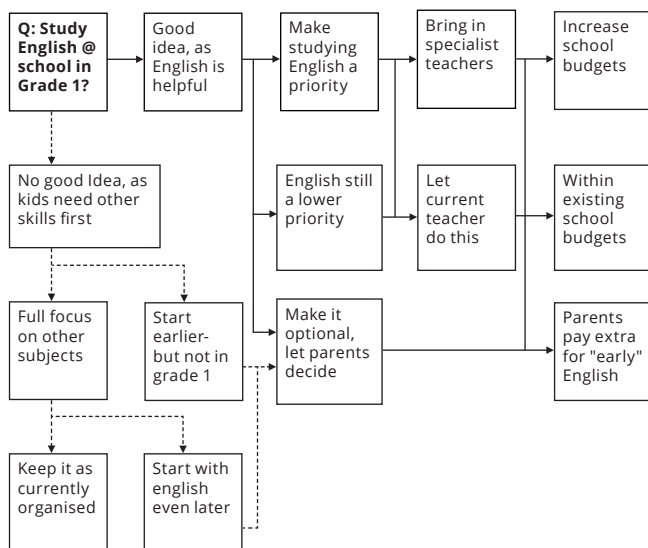 Q: Study
English @
school in
Grade 1?
Good
idea, as
English is
helpful
Make
studying
English a
priority
Bring in
specialist
teachers
Increase
school
budgets
No good Idea, as
kids need other
skills first
English still
a lower
priority
Let
current
teacher
do this
Within
existing
school
budgets
Full focus
on other
subjects
Start
earlier-
but not in
grade 1
Make it
optional,
let parents
decide
Parents
pay extra
for "early"
English
Keep it as
currently
organised
Start with
english
even later